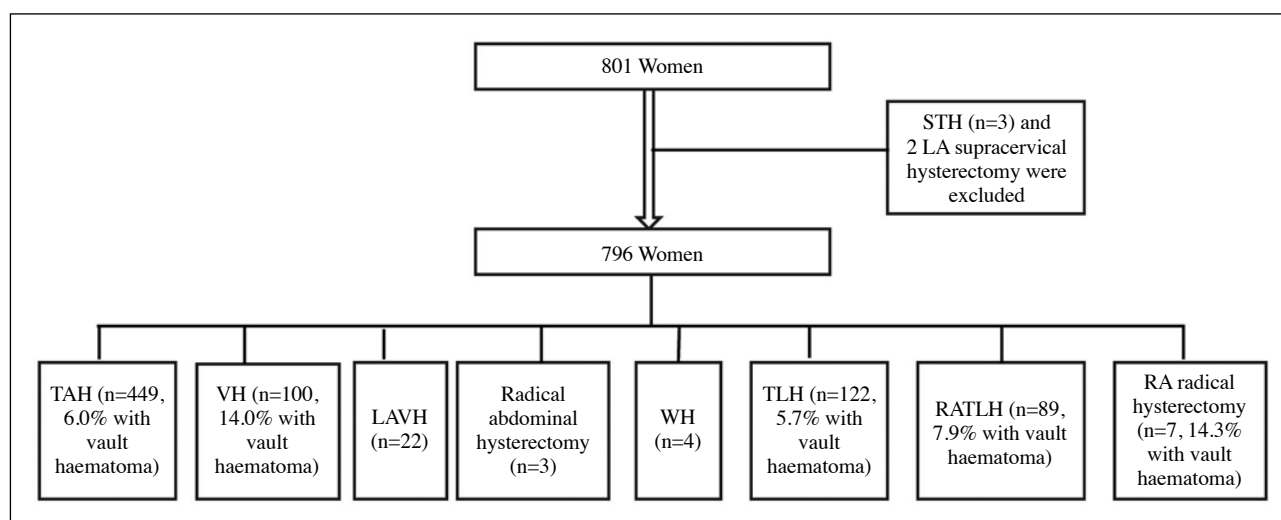 801 Women
STH (n=3) and
2 LA supracervical
hysterectomy were
excluded
796 Women
TAH (n=449,
6.0% with
vault
haematoma)
VH (n=100,
14.0% with
vault
haematoma)
LAVH
(n=22)
Radical
abdominal
hysterectomy
(n=3)
WH
(n=4)
TLH (n=122,
5.7% with
vault
haematoma)
RATLH (n=89,
7.9% with vault
haematoma)
RA radical
hysterectomy
(n=7, 14.3%
with vault
haematoma)